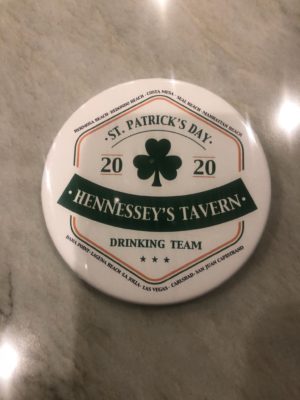 HERMOSA BEACH · REDONDO BEACH · COSTA MESA · SEAL BEACH · MANHATTAN BEACH
· ST. PATRICK'S DAY ·
20 20
· HENNESSEY'S TAVERN ·
DRINKING TEAM
DANA POINT · LAGUNA BEACH · LA JOLLA · LAS VEGAS · CARLSBAD · SAN JUAN CAPISTRANO